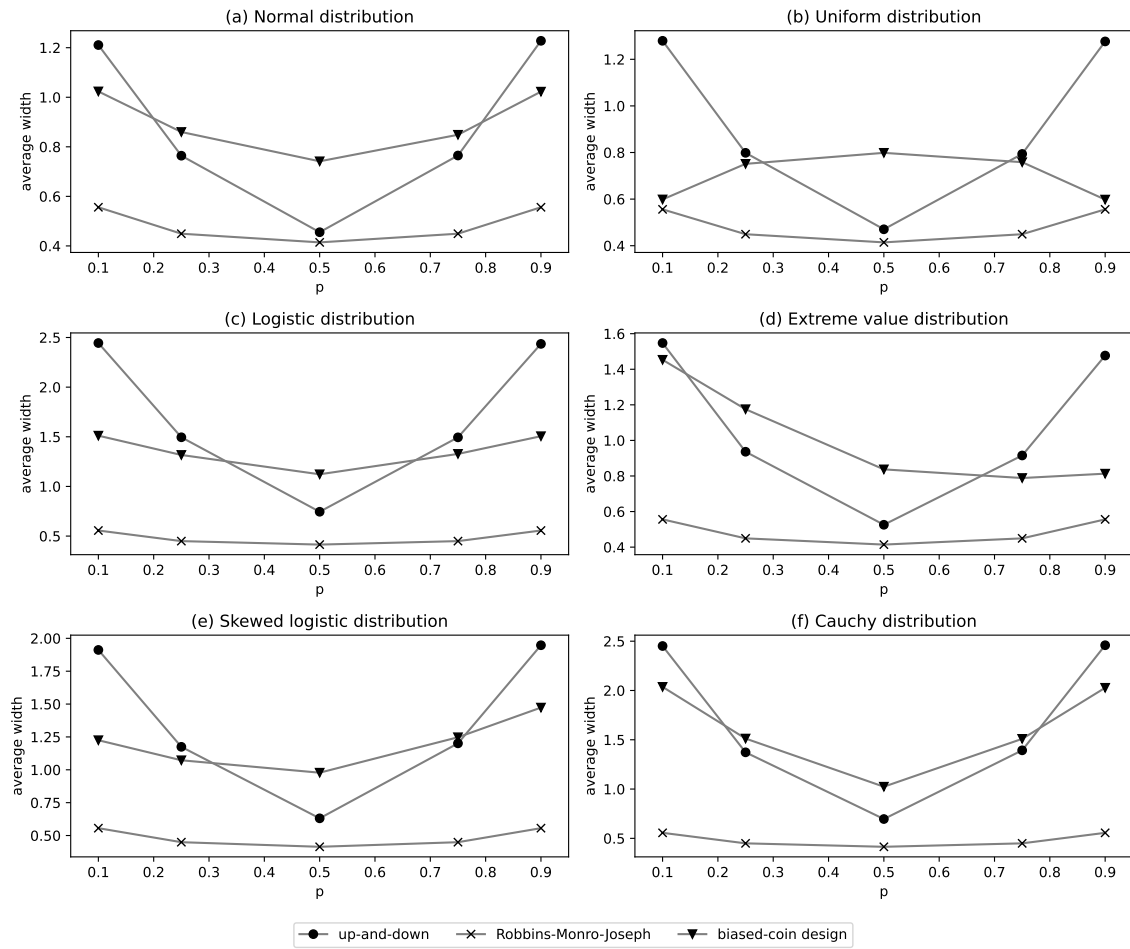 (a) Normal distribution
1.2
1.0
0.8
0.6
0.4
average width
0.1 0.2 0.3 0.4 0.5 0.6 0.7 0.8 0.9
p
(b) Uniform distribution
1.2
1.0
0.8
0.6
0.4
average width
0.1 0.2 0.3 0.4 0.5 0.6 0.7 0.8 0.9
p
(c) Logistic distribution
2.5
2.0
1.5
1.0
0.5
average width
0.1 0.2 0.3 0.4 0.5 0.6 0.7 0.8 0.9
p
(d) Extreme value distribution
1.6
1.4
1.2
1.0
0.8
0.6
0.4
average width
0.1 0.2 0.3 0.4 0.5 0.6 0.7 0.8 0.9
p
(e) Skewed logistic distribution
2.00
1.75
1.50
1.25
1.00
0.75
0.50
average width
0.1 0.2 0.3 0.4 0.5 0.6 0.7 0.8 0.9
p
(f) Cauchy distribution
2.5
2.0
1.5
1.0
0.5
average width
0.1 0.2 0.3 0.4 0.5 0.6 0.7 0.8 0.9
p
up-and-down Robbins-Monro-Joseph biased-coin design